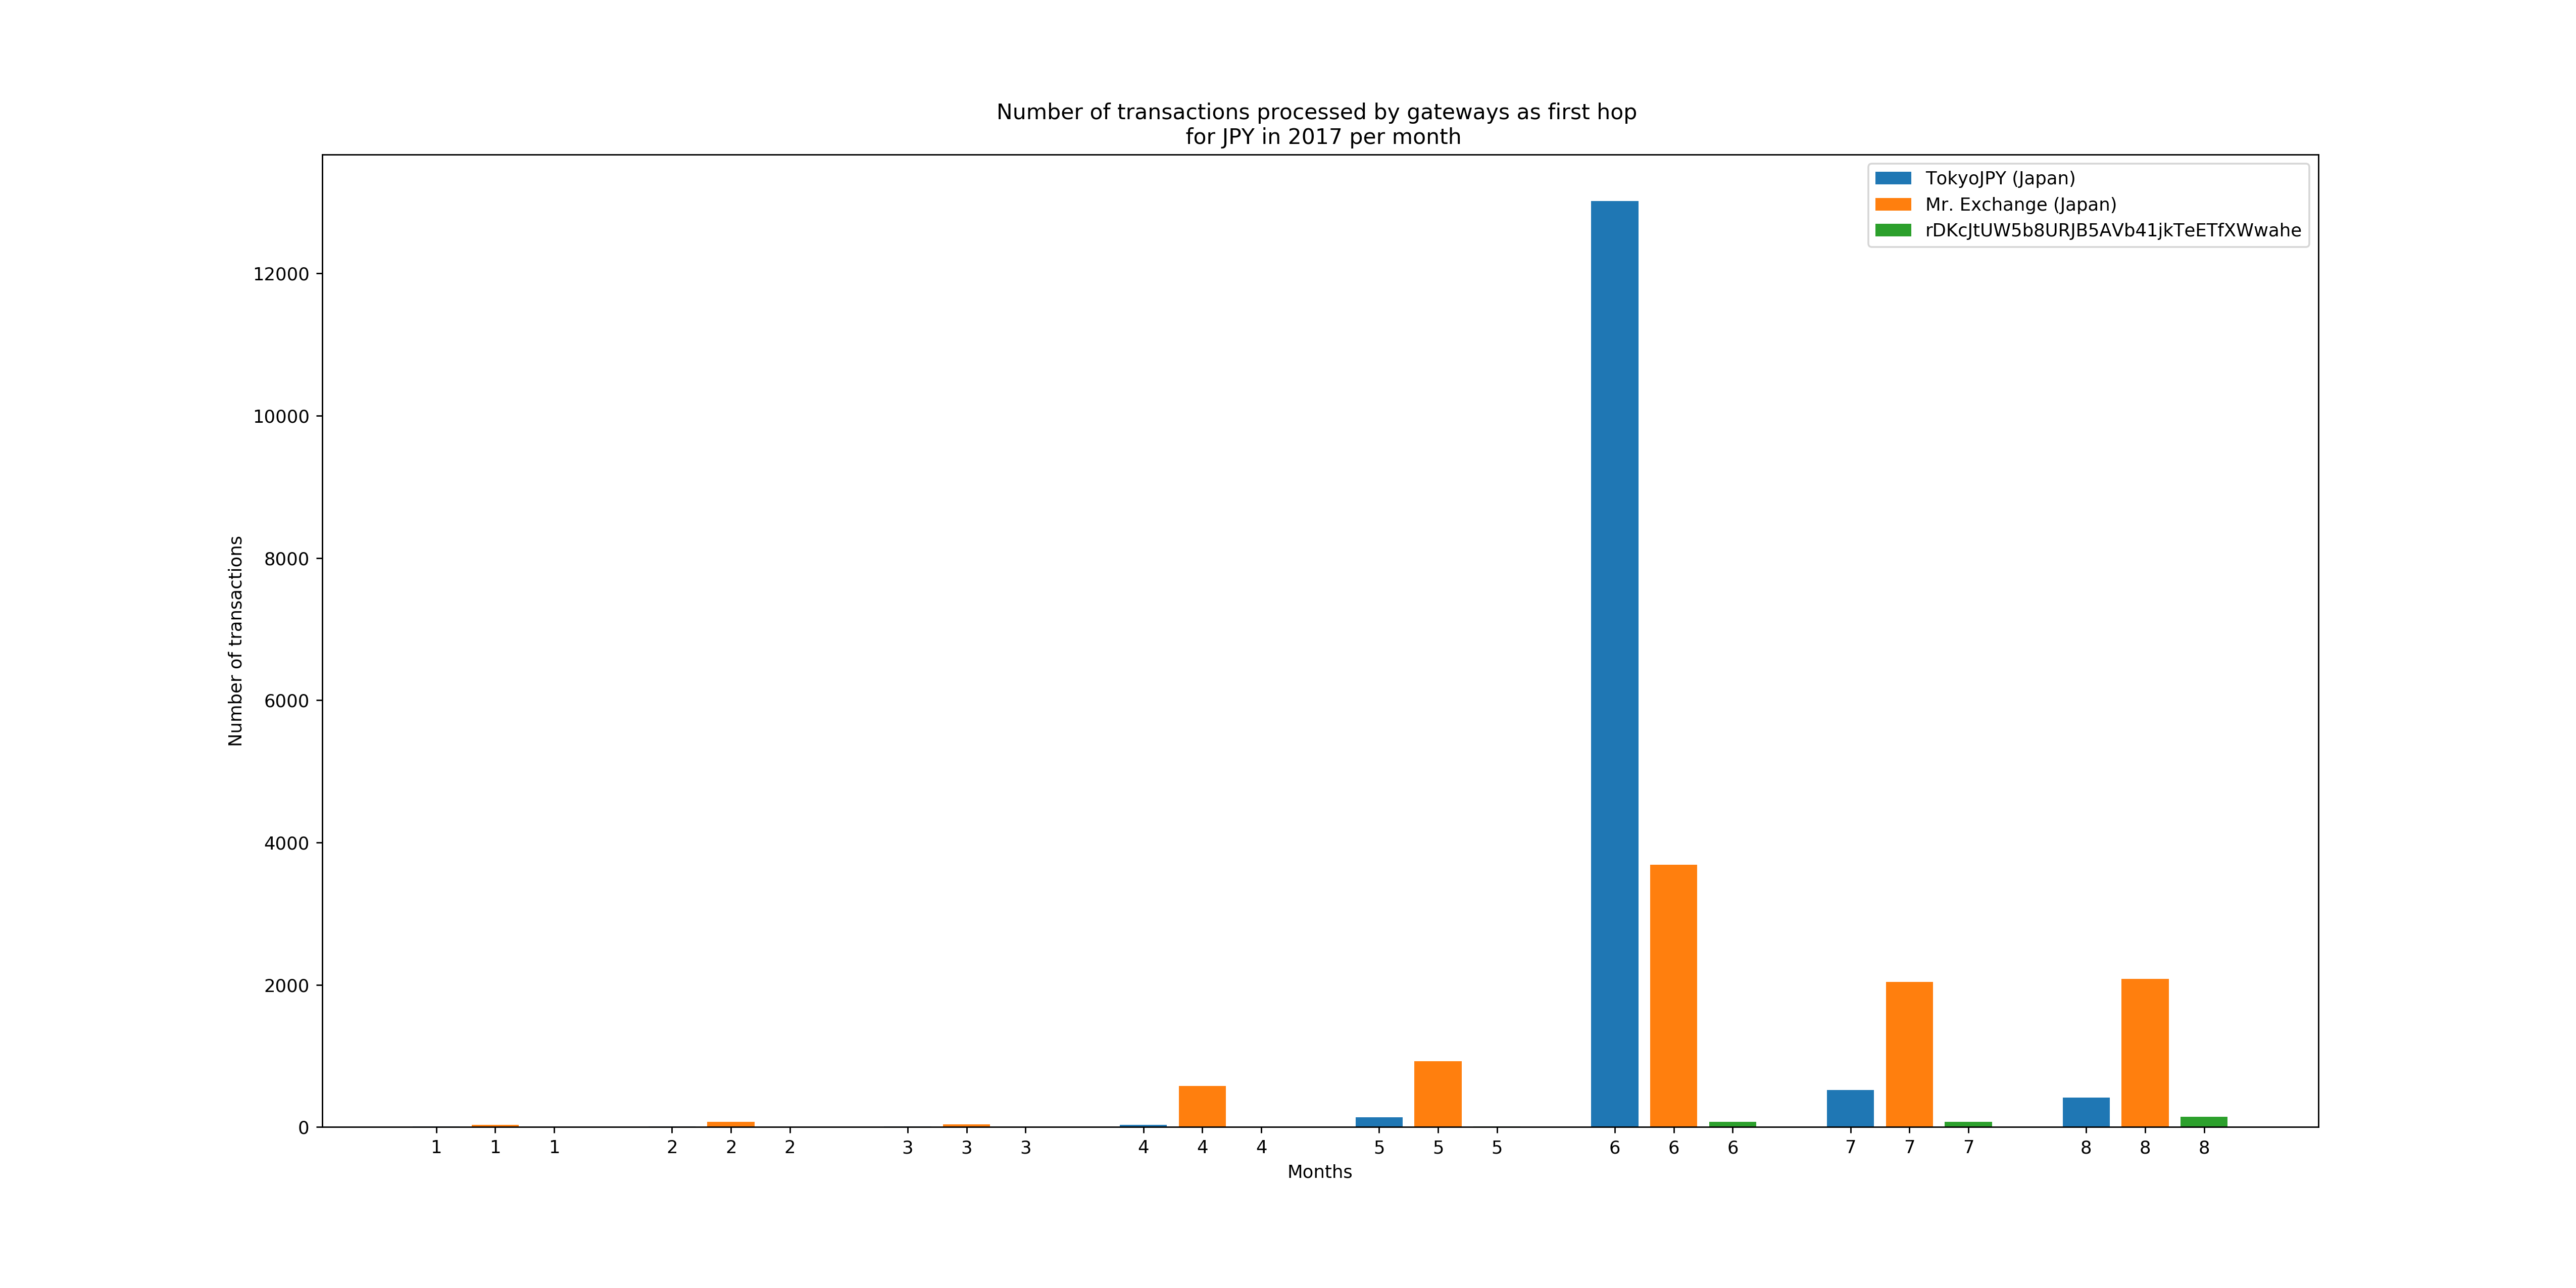 Number of transactions processed by gateways as first hop
for JPY in 2017 per month
TokyoJPY (Japan)
Mr. Exchange (Japan)
rDKcJtUW5b8URJB5AVb41jkTeETfXWwahe
12000
10000
8000
6000
4000
2000
0
Number of transactions
1 1 1 2 2 2 3 3 3 4 4 4 5 5 5 6 6 6 7 7 7 8 8 8
Months